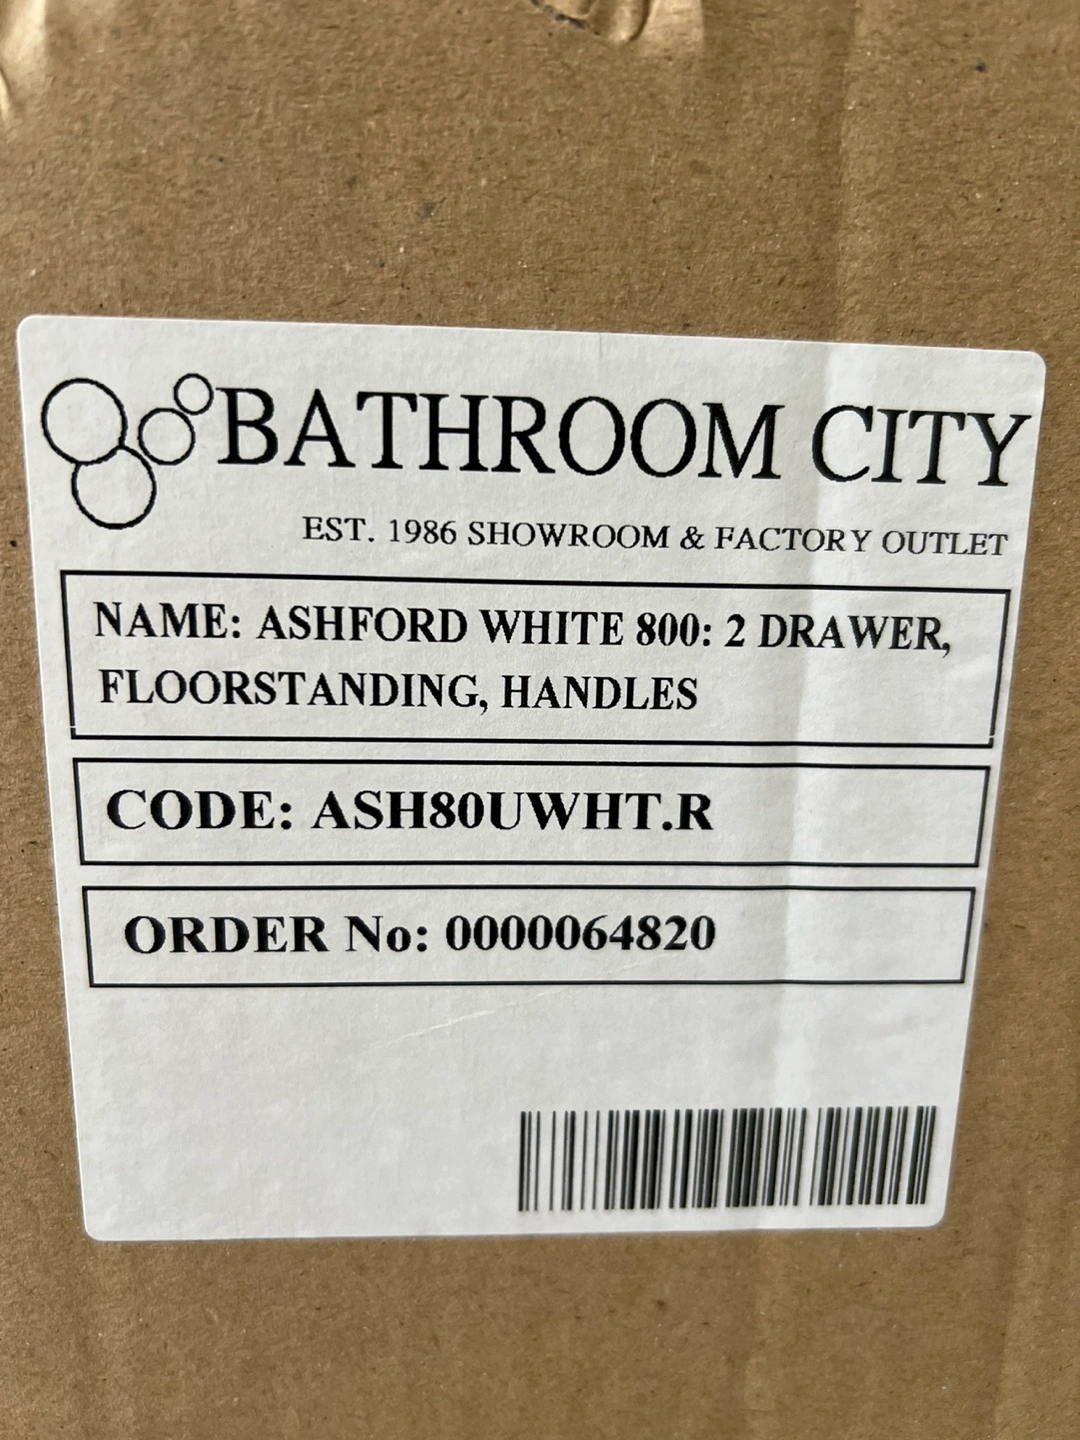 BATHROOM CITY
EST. 1986 SHOWROOM & FACTORY OUTLET
NAME: ASHFORD WHITE 800: 2 DRAWER,
FLOORSTANDING, HANDLES
CODE: ASH80UWHT.R
ORDER No: 0000064820